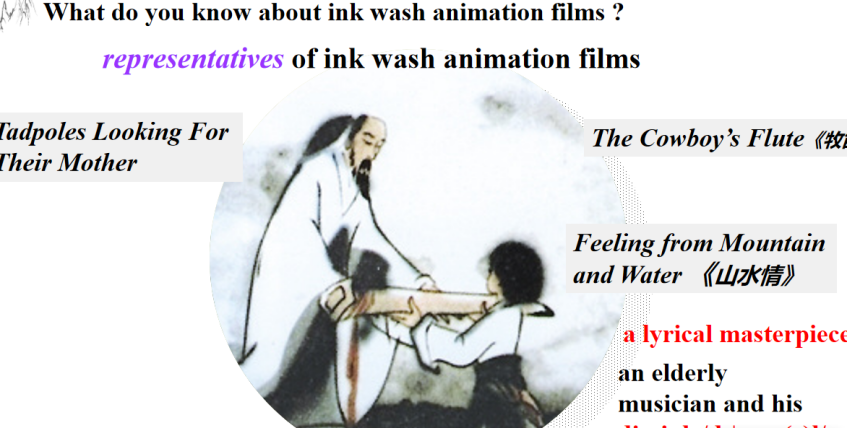 What do you know about ink wash animation films ?
representatives of ink wash animation films
Tadpoles Looking For
Their Mother
The Cowboy's Flute 《牧
Feeling from Mountain
and Water 《山水情》
a lyrical masterpiece
an elderly
musician and his